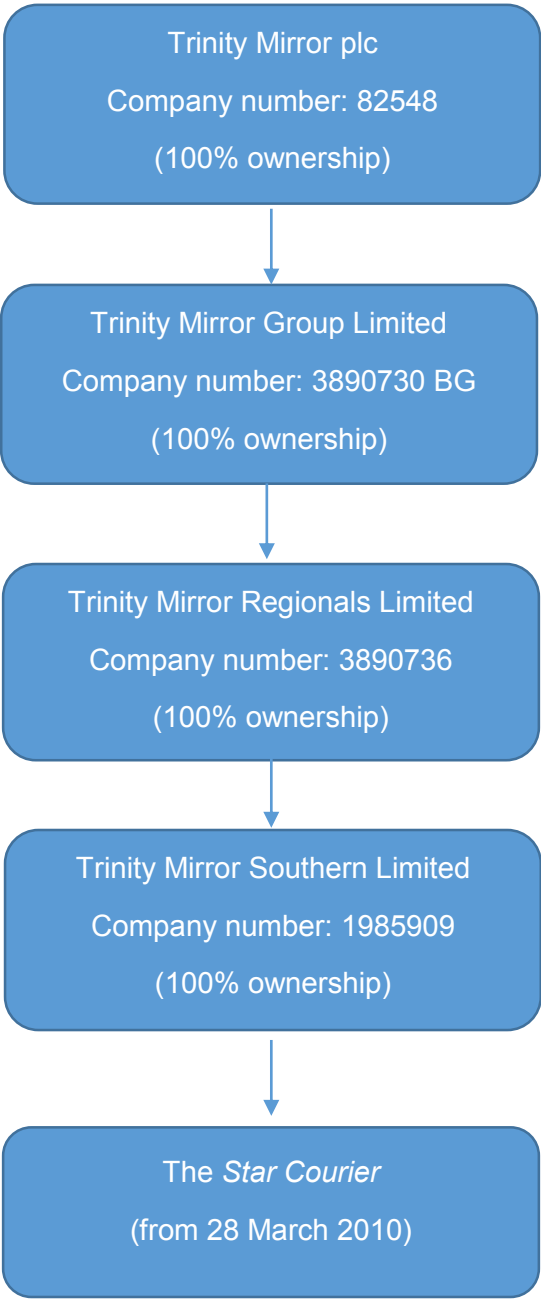 Trinity Mirror plc
Company number: 82548
(100% ownership)
Trinity Mirror Group Limited
Company number: 3890730 BG
(100% ownership)
Trinity Mirror Regionals Limited
Company number: 3890736
(100% ownership)
Trinity Mirror Southern Limited
Company number: 1985909
(100% ownership)
The Star Courier
(from 28 March 2010)